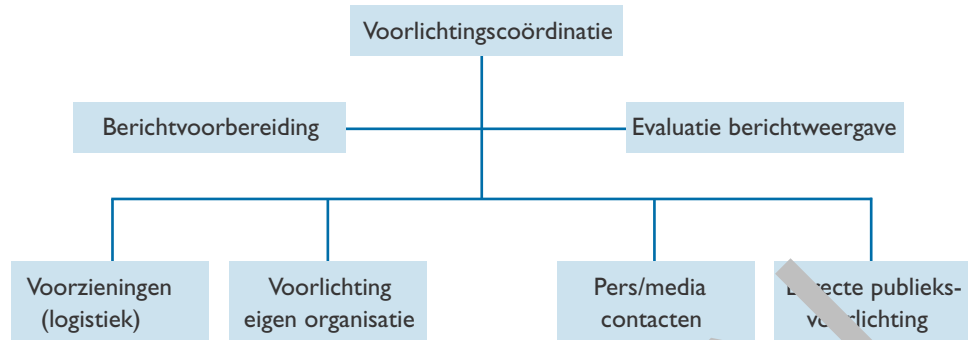 Voorlichtingscoördinatie
Berichtvoorbereiding
Evaluatie berichtweergave
Voorzieningen
(logistiek)
Voorlichting
eigen organisatie
Pers/media
contacten
publieks-